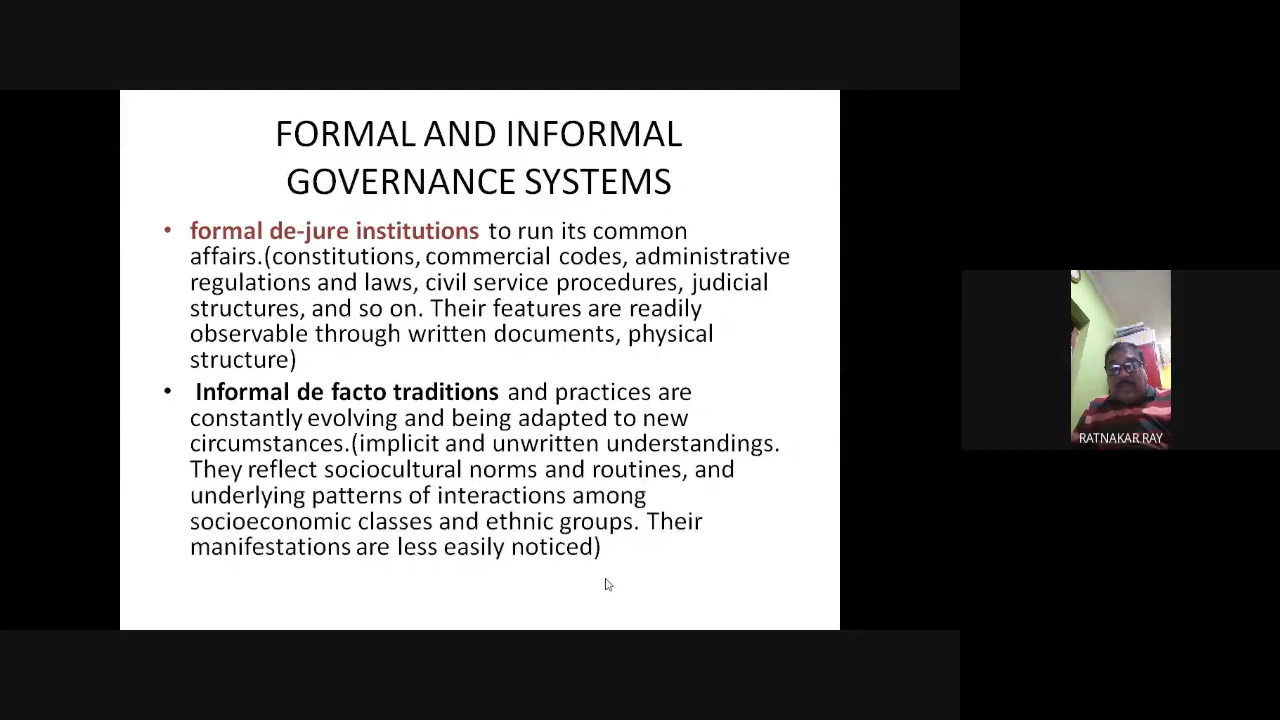 FORMAL AND INFORMAL
GOVERNANCE SYSTEMS
• formal de-jure institutions to run its common
affairs.(constitutions, commercial codes, administrative
regulations and laws, civil service procedures, judicial
structures, and so on. Their features are readily
observable through written documents, physical
structure)
• Informal de facto traditions and practices are
constantly evolving and being adapted to new
circumstances.(implicit and unwritten understandings.
They reflect sociocultural norms and routines, and
underlying patterns of interactions among
socioeconomic classes and ethnic groups. Their
manifestations are less easily noticed)
RATNAKAR RAY